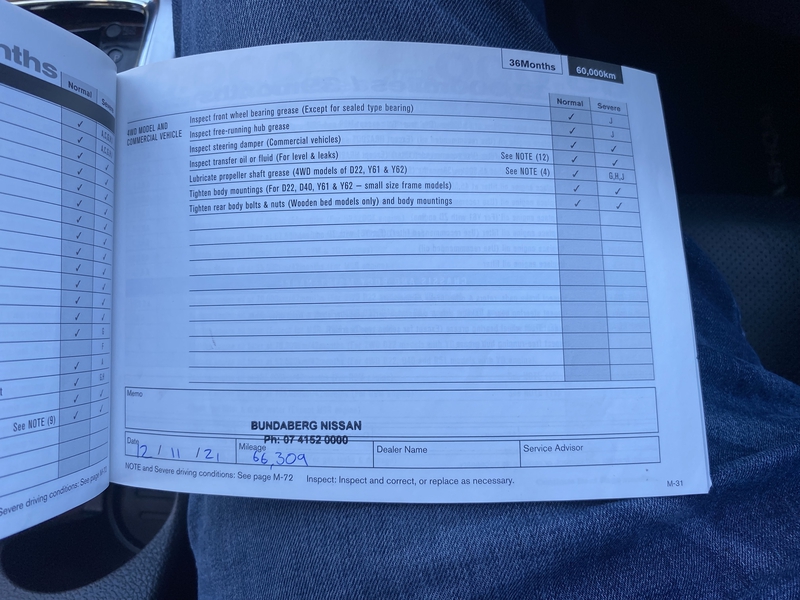 nths
Normal
Seve
See NOTE (9)
Severe driving conditions: See page
36Months
60,000km
Normal
Severe
4WD MODEL AND
COMMERCIAL VEHICLE
Inspect front wheel bearing grease (Except for sealed type bearing) ✓ J
Inspect free-running hub grease ✓ J
Inspect steering damper (Commercial vehicles) ✓ ✓
Inspect transfer oil or fluid (For level & leaks) See NOTE (12) ✓ ✓
Lubricate propeller shaft grease (4WD models of D22, Y61 & Y62) See NOTE (4) ✓ G,H,J
Tighten body mountings (For D22, D40, Y61 & Y62 – small size frame models) ✓ ✓
Tighten rear body bolts & nuts (Wooden bed models only) and body mountings ✓ ✓
Memo
BUNDABERG NISSAN
Ph: 07 4152 0000
Date 12 / 11 / 21
Mileage 66,309
Dealer Name
Service Advisor
NOTE and Severe driving conditions: See page M-72 Inspect: Inspect and correct, or replace as necessary.
M-31